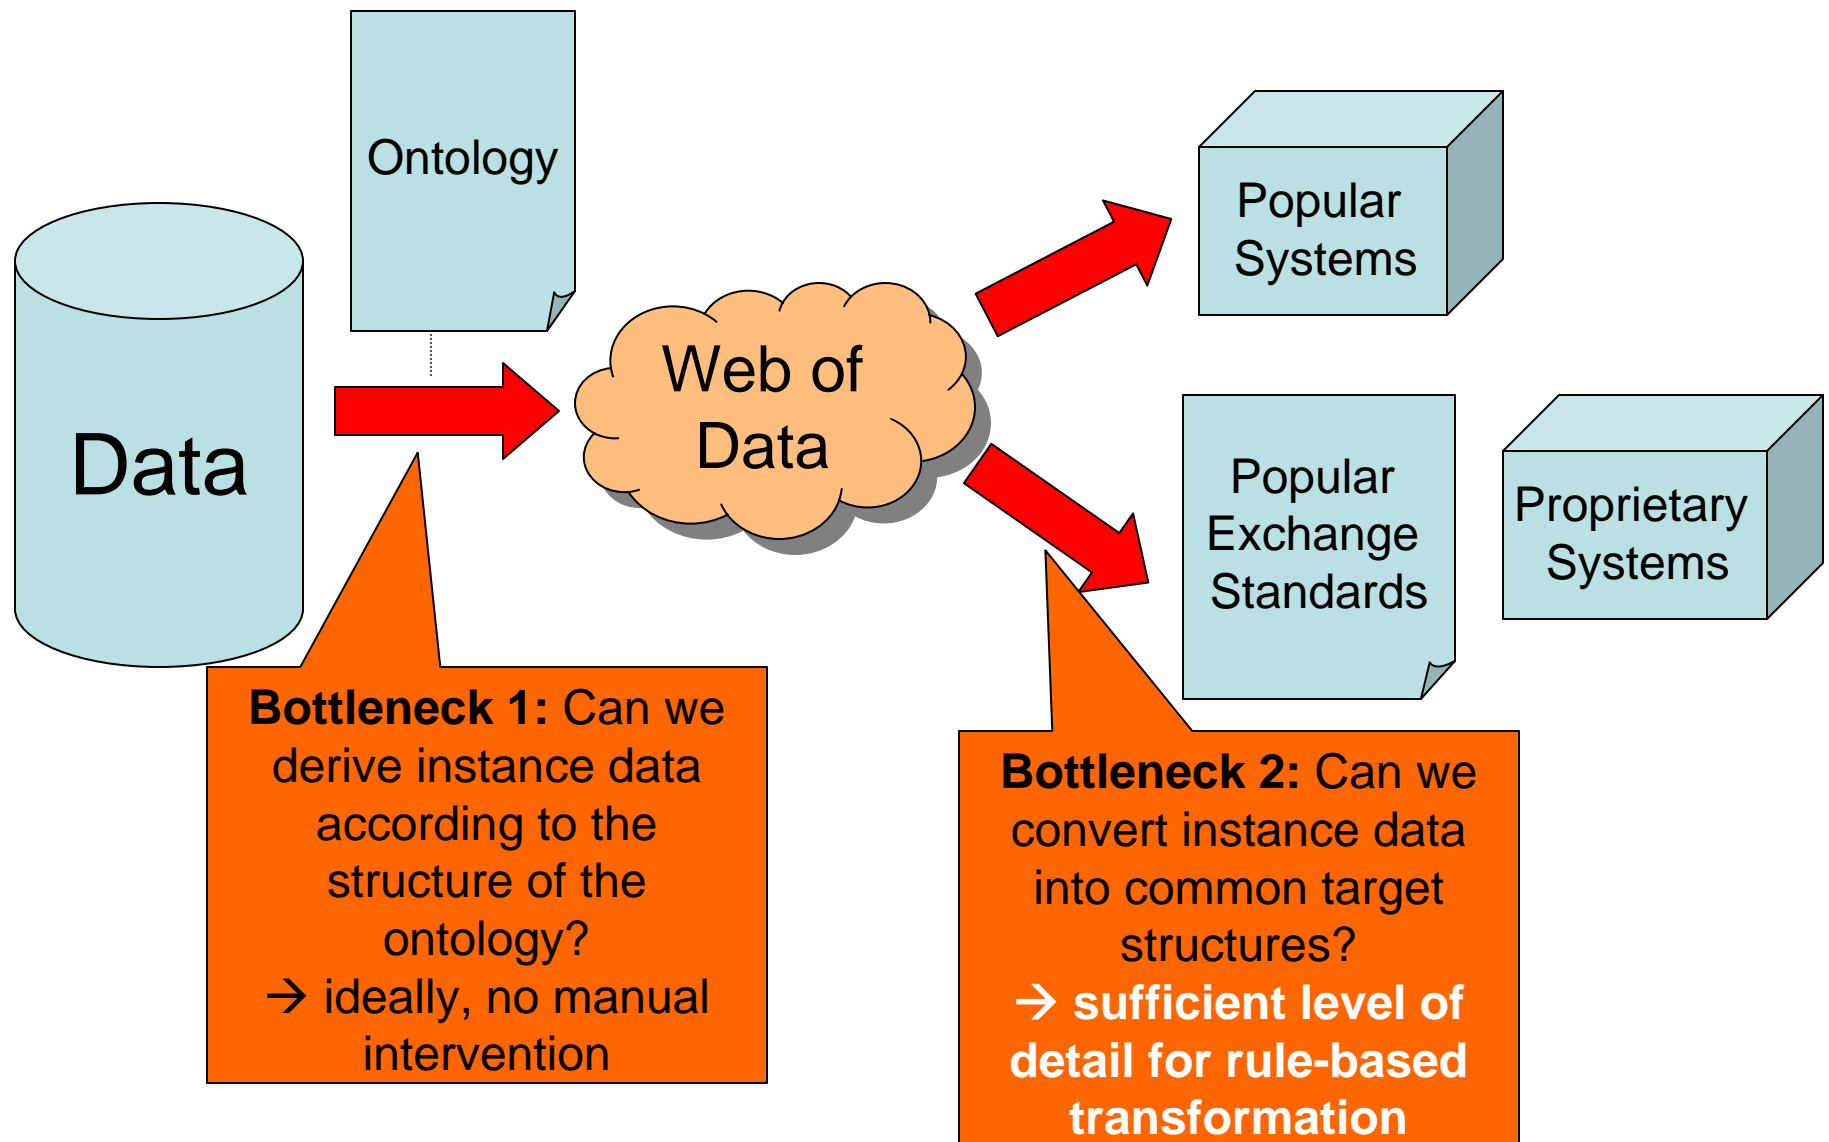 Ontology
Data
Web of
Data
Popular
Systems
Popular
Exchange
Standards
Proprietary
Systems
Bottleneck 1: Can we
derive instance data
according to the
structure of the
ontology?
→ ideally, no manual
intervention
Bottleneck 2: Can we
convert instance data
into common target
structures?
→ sufficient level of
detail for rule-based
transformation